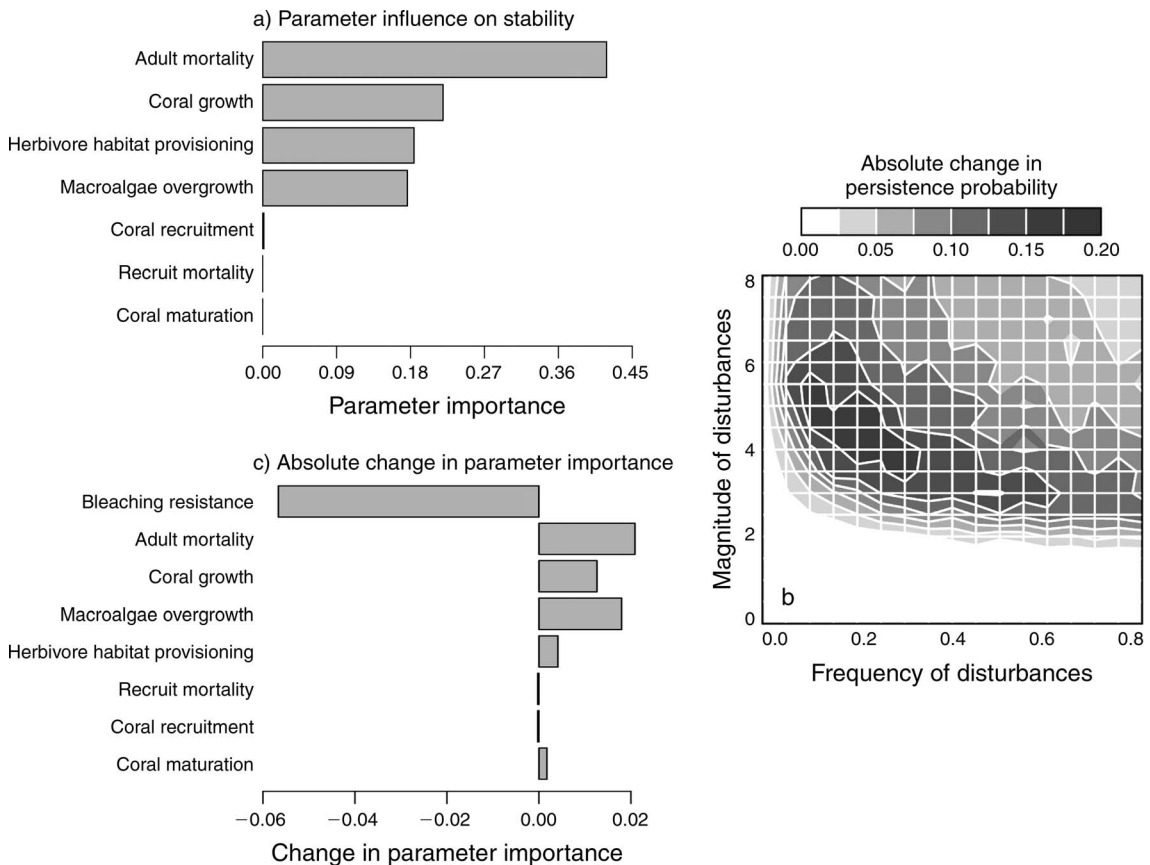 a) Parameter influence on stability
Adult mortality
Coral growth
Herbivore habitat provisioning
Macroalgae overgrowth
Coral recruitment
Recruit mortality
Coral maturation
0.00 0.09 0.18 0.27 0.36 0.45
Parameter importance
c) Absolute change in parameter importance
Bleaching resistance
Adult mortality
Coral growth
Macroalgae overgrowth
Herbivore habitat provisioning
Recruit mortality
Coral recruitment
Coral maturation
−0.06 −0.04 −0.02 0.00 0.02
Change in parameter importance
Absolute change in
persistence probability
0.00 0.05 0.10 0.15 0.20
Magnitude of disturbances
8
6
4
2
0
b
0.0 0.2 0.4 0.6 0.8
Frequency of disturbances